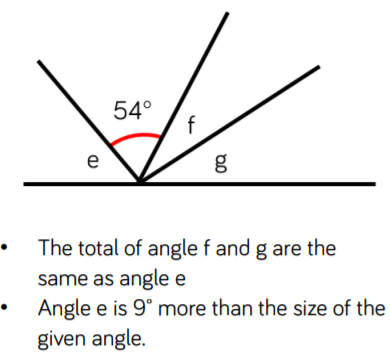 54°
f
e
g
• The total of angle f and g are the
same as angle e
• Angle e is 9° more than the size of the
given angle.